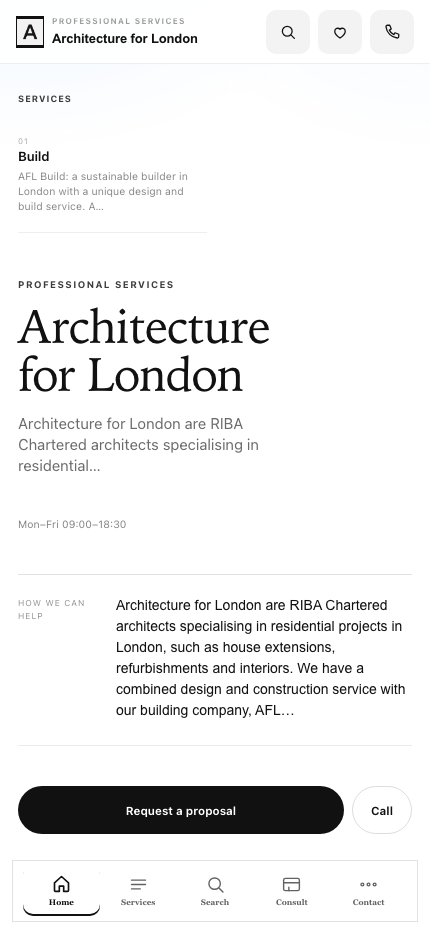 A
PROFESSIONAL SERVICES
Architecture for London
SERVICES
01
Build
AFL Build: a sustainable builder in
London with a unique design and
build service. A...
PROFESSIONAL SERVICES
Architecture
for London
Architecture for London are RIBA
Chartered architects specialising in
residential...
Mon–Fri 09:00–18:30
HOW WE CAN
HELP
Architecture for London are RIBA Chartered
architects specialising in residential projects in
London, such as house extensions,
refurbishments and interiors. We have a
combined design and construction service with
our building company, AFL…
Request a proposal
Call
Home
Services
Search
Consult
Contact